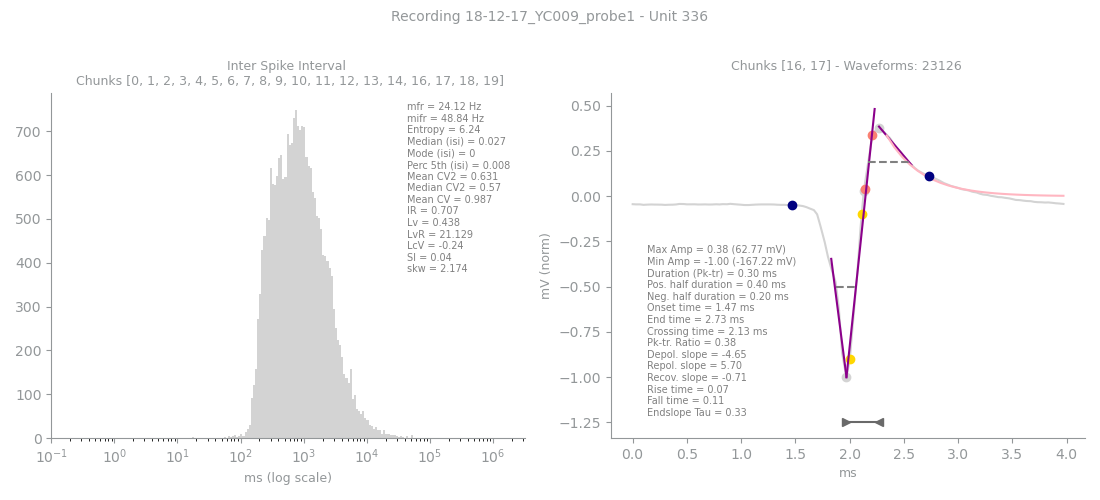 Recording 18-12-17_YC009_probe1 - Unit 336
Inter Spike Interval
Chunks [0, 1, 2, 3, 4, 5, 6, 7, 8, 9, 10, 11, 12, 13, 14, 16, 17, 18, 19]
mfr = 24.12 Hz
mifr = 48.84 Hz
Entropy = 6.24
Median (isi) = 0.027
Mode (isi) = 0
Perc 5th (isi) = 0.008
Mean CV2 = 0.631
Median CV2 = 0.57
Mean CV = 0.987
IR = 0.707
Lv = 0.438
LvR = 21.129
LcV = -0.24
SI = 0.04
skw = 2.174
700
600
500
400
300
200
100
0
10⁻¹ 10⁰ 10¹ 10² 10³ 10⁴ 10⁵ 10⁶
ms (log scale)
Chunks [16, 17] - Waveforms: 23126
mV (norm)
0.50
0.25
0.00
−0.25
−0.50
−0.75
−1.00
−1.25
Max Amp = 0.38 (62.77 mV)
Min Amp = -1.00 (-167.22 mV)
Duration (Pk-tr) = 0.30 ms
Pos. half duration = 0.40 ms
Neg. half duration = 0.20 ms
Onset time = 1.47 ms
End time = 2.73 ms
Crossing time = 2.13 ms
Pk-tr. Ratio = 0.38
Depol. slope = -4.65
Repol. slope = 5.70
Recov. slope = -0.71
Rise time = 0.07
Fall time = 0.11
Endslope Tau = 0.33
0.0 0.5 1.0 1.5 2.0 2.5 3.0 3.5 4.0
ms